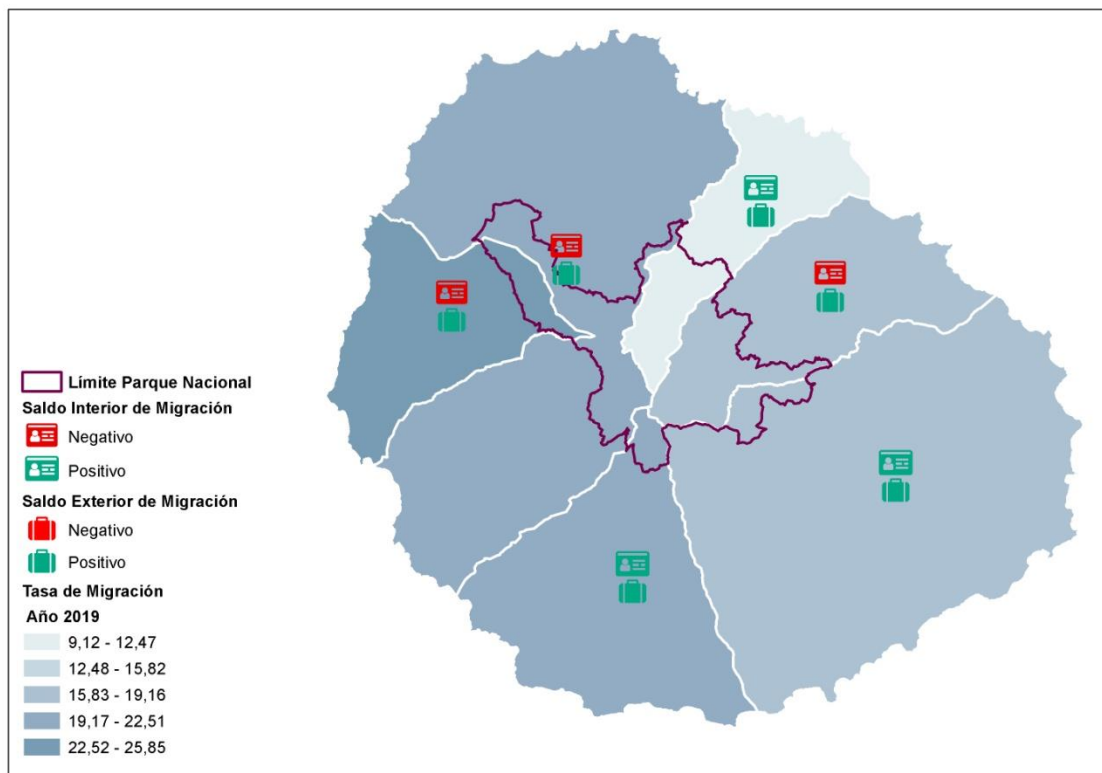 Límite Parque Nacional
Saldo Interior de Migración
Negativo
Positivo
Saldo Exterior de Migración
Negativo
Positivo
Tasa de Migración
Año 2019
9,12 - 12,47
12,48 - 15,82
15,83 - 19,16
19,17 - 22,51
22,52 - 25,85